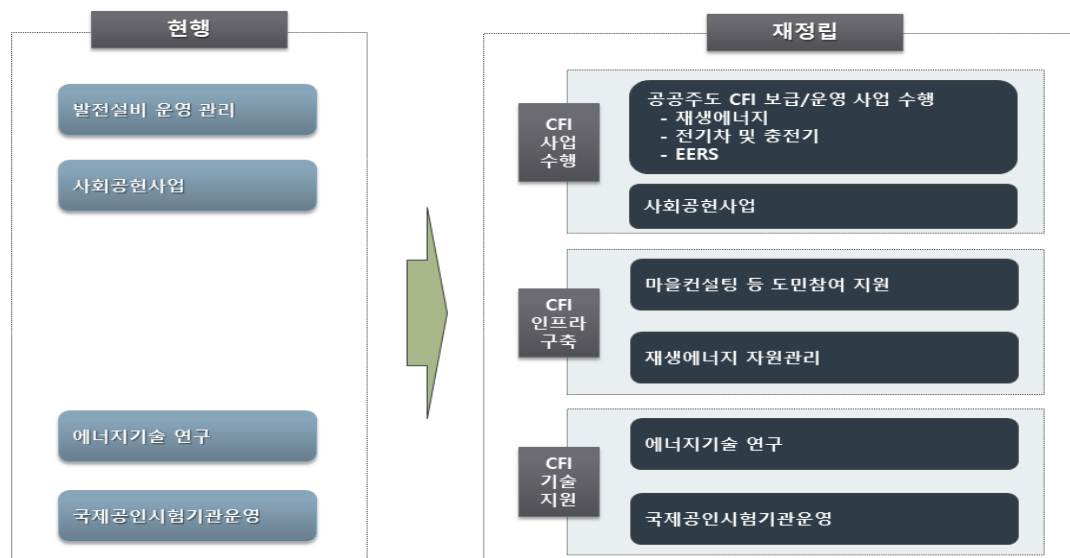 현행
발전설비 운영 관리
사회공헌사업
에너지기술 연구
국제공인시험기관운영
재정립
CFI
사업
수행
공공주도 CFI 보급/운영 사업 수행
- 재생에너지
- 전기차 및 충전기
- EERS
사회공헌사업
CFI
인프라
구축
마을컨설팅 등 도민참여 지원
재생에너지 자원관리
CFI
기술
지원
에너지기술 연구
국제공인시험기관운영